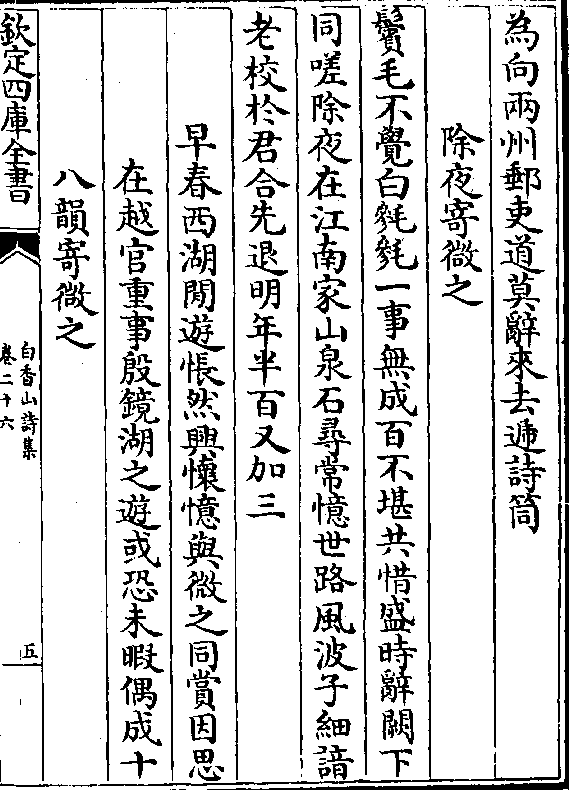 為向兩州郵吏道莫辭來去遞詩筒
除夜寄微之
鬢毛不覺白毿毿一事無成百不堪共惜盛時辭闕下
同嗟除夜在江南家山泉石尋常憶世路風波子細諳
老校於君合先退明年半百又加三
早春西湖閒遊悵然興懷憶與微之同賞因思
在越官重事殷鏡湖之遊或恐未暇偶成十
八韻寄微之
欽定四庫全書
白香山詩集
卷二十六
五